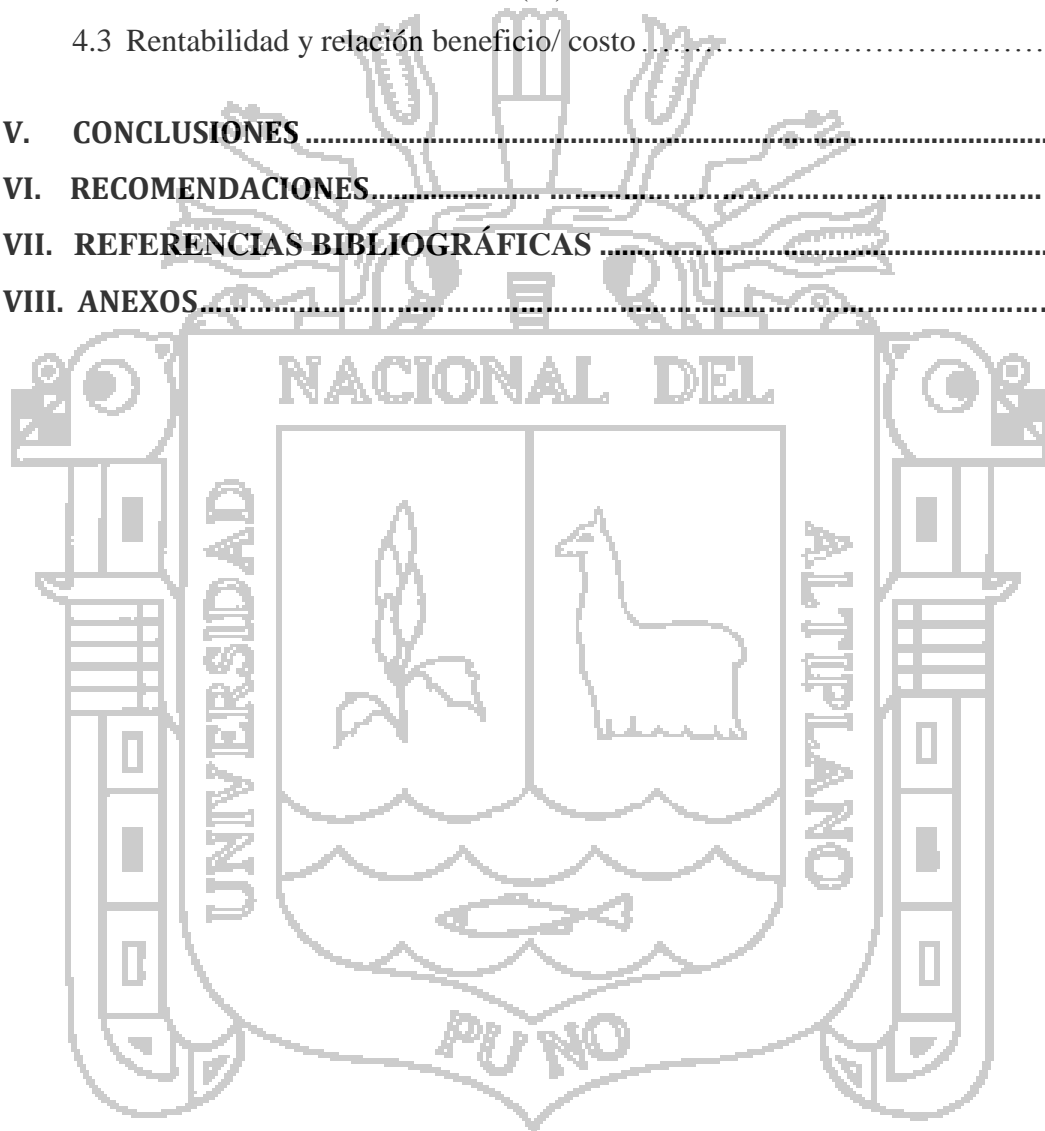 4.3 Rentabilidad y relación beneficio/ costo ……………………………………
V. CONCLUSIONES ..........................................................................................
VI. RECOMENDACIONES..................................................................................
VII. REFERENCIAS BIBLIOGRÁFICAS .......................................................
VIII. ANEXOS…………………………………………………………………………
NACIONAL DEL
UNIVERSIDAD
ALTIPLANO
PUNO